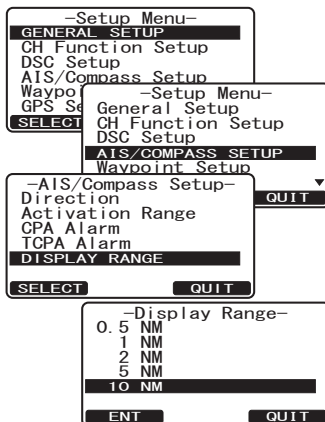 -Setup Menu-
GENERAL SETUP
CH Function Setup
DSC Setup
AIS/Compass Setup
Waypoi
GPS Se
SELECT
-Setup Menu-
General Setup
CH Function Setup
DSC Setup
AIS/COMPASS SETUP
Waypoint Setup
QUIT
-AIS/Compass Setup-
Direction
Activation Range
CPA Alarm
TCPA Alarm
DISPLAY RANGE
SELECT QUIT
-Display Range-
0.5 NM
1 NM
2 NM
5 NM
10 NM
ENT QUIT